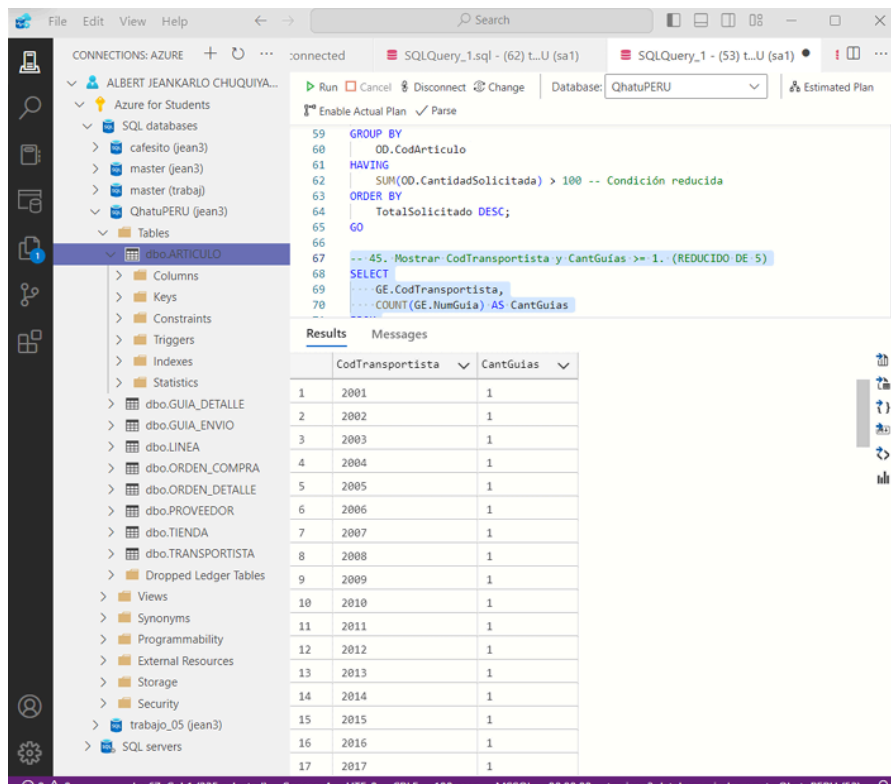 File Edit View Help Search
CONNECTIONS: AZURE
ALBERT JEANKARLO CHUQUIYA...
Azure for Students
SQL databases
cafesito (jean3)
master (jean3)
master (trabaj)
QhatuPERU (jean3)
Tables
dbo.ARTICULO
Columns
Keys
Constraints
Triggers
Indexes
Statistics
dbo.GUIA_DETALLE
dbo.GUIA_ENVIO
dbo.LINEA
dbo.ORDEN_COMPRA
dbo.ORDEN_DETALLE
dbo.PROVEEDOR
dbo.TIENDA
dbo.TRANSPORTISTA
Dropped Ledger Tables
Views
Synonyms
Programmability
External Resources
Storage
Security
trabajo_05 (jean3)
SQL servers
1
:onnected SQLQuery_1.sql - (62) t...U (sa1) SQLQuery_1 - (53) t...U (sa1)
Run Cancel Disconnect Change Database: QhatuPERU Estimated Plan
Enable Actual Plan Parse
59 GROUP BY
60 OD.CodArticulo
61 HAVING
62 SUM(OD.CantidadSolicitada) > 100 -- Condición reducida
63 ORDER BY
64 TotalSolicitado DESC;
65 GO
66
67 -- 45. Mostrar CodTransportista y CantGuías >= 1. (REDUCIDO DE 5)
68 SELECT
69 GE.CodTransportista,
70 COUNT(GE.NumGuia) AS CantGuias
Results Messages
CodTransportista CantGuias
1 2001 1
2 2002 1
3 2003 1
4 2004 1
5 2005 1
6 2006 1
7 2007 1
8 2008 1
9 2009 1
10 2010 1
11 2011 1
12 2012 1
13 2013 1
14 2014 1
15 2015 1
16 2016 1
17 2017 1